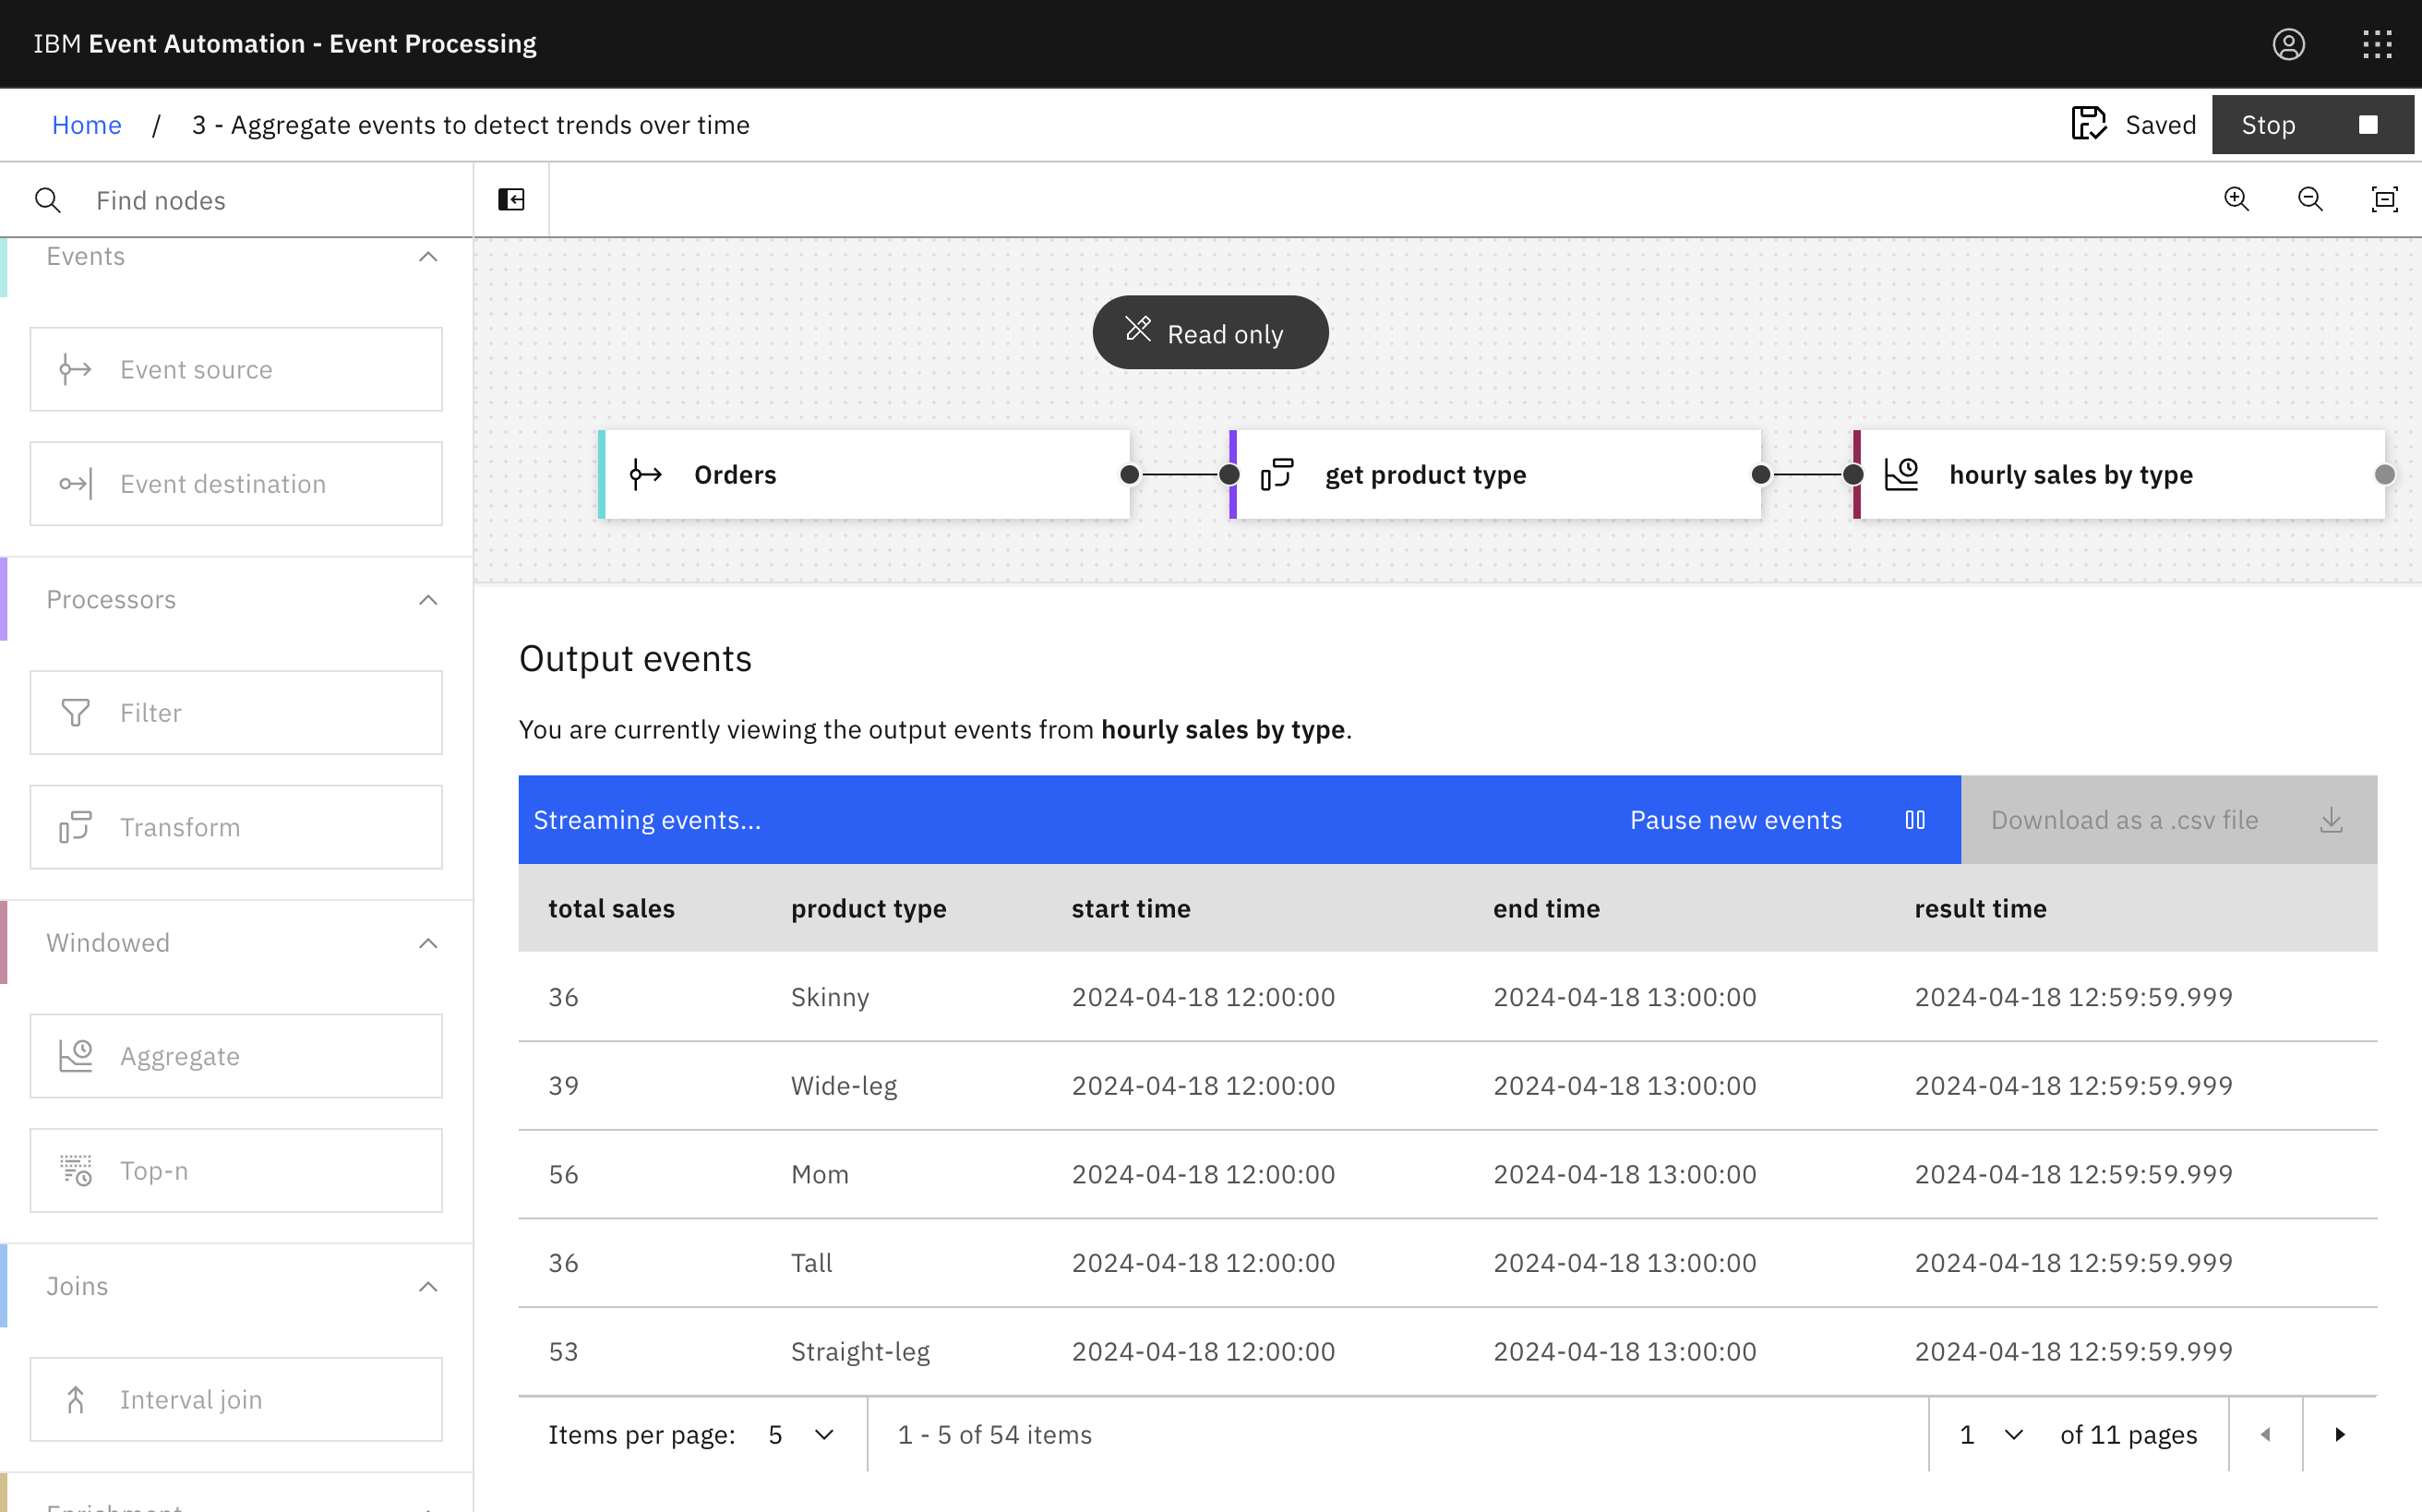 IBM Event Automation - Event Processing
Home / 3 - Aggregate events to detect trends over time
Saved
Stop
Find nodes
Events
Event source
Event destination
Processors
Filter
Transform
Windowed
Aggregate
Top-n
Joins
Interval join
Enrichment
Read only
Orders
get product type
hourly sales by type
Output events
You are currently viewing the output events from hourly sales by type.
Streaming events...
Pause new events
Download as a .csv file
total sales product type start time end time result time
36 Skinny 2024-04-18 12:00:00 2024-04-18 13:00:00 2024-04-18 12:59:59.999
39 Wide-leg 2024-04-18 12:00:00 2024-04-18 13:00:00 2024-04-18 12:59:59.999
56 Mom 2024-04-18 12:00:00 2024-04-18 13:00:00 2024-04-18 12:59:59.999
36 Tall 2024-04-18 12:00:00 2024-04-18 13:00:00 2024-04-18 12:59:59.999
53 Straight-leg 2024-04-18 12:00:00 2024-04-18 13:00:00 2024-04-18 12:59:59.999
Items per page: 5 1 - 5 of 54 items 1 of 11 pages